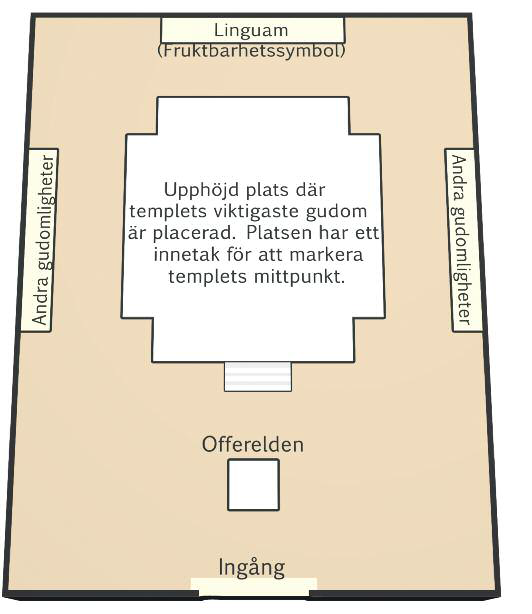 Linguam
(Fruktbarhetssymbol)
Andra gudomligheter
Andra gudomligheter
Upphöjd plats där
templets viktigaste gudom
är placerad. Platsen har ett
innetak för att markera
templets mittpunkt.
Offerelden
Ingång